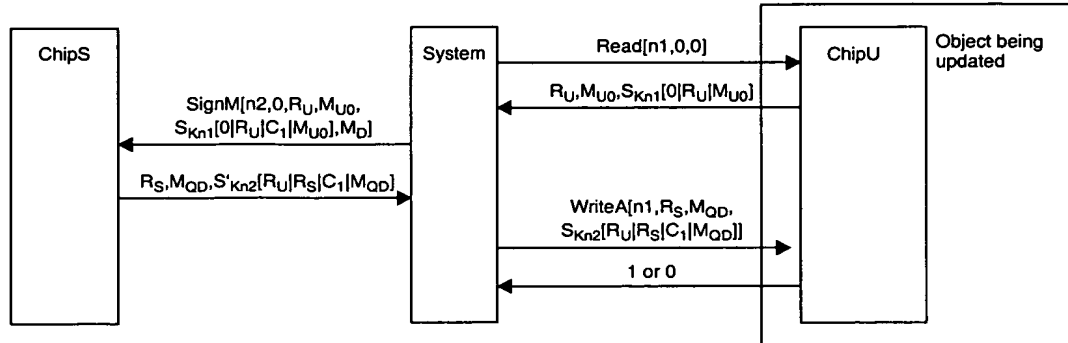 ChipS
System
ChipU
Object being
updated
Read[n1,0,0]
R_U,M_U0,S_Kn1[0|R_U|M_U0]
SignM[n2,0,R_U,M_U0,
S_Kn1[0|R_U|C_1|M_U0],M_D]
R_S,M_QD,S'_Kn2[R_U|R_S|C_1|M_QD]
WriteA[n1,R_S,M_QD,
S_Kn2[R_U|R_S|C_1|M_QD]]
1 or 0